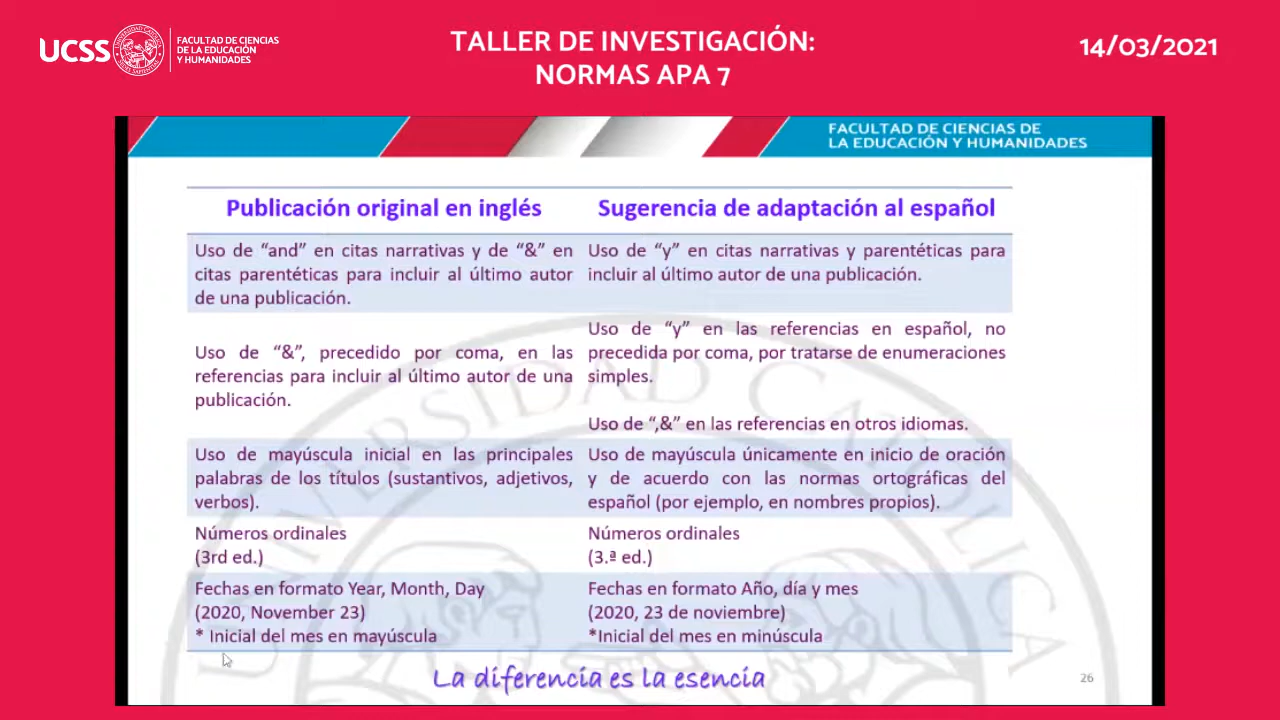 UCSS
UNIVERSIDAD CATÓLICA
SEDES SAPIENTIAE
FACULTAD DE CIENCIAS
DE LA EDUCACIÓN
Y HUMANIDADES
TALLER DE INVESTIGACIÓN:
NORMAS APA 7
14/03/2021
FACULTAD DE CIENCIAS DE
LA EDUCACIÓN Y HUMANIDADES
Publicación original en inglés
Sugerencia de adaptación al español
Uso de “and” en citas narrativas y de “&” en
citas parentéticas para incluir al último autor
de una publicación.
Uso de “y” en citas narrativas y parentéticas para
incluir al último autor de una publicación.
Uso de “&”, precedido por coma, en las
referencias para incluir al último autor de una
publicación.
Uso de “y” en las referencias en español, no
precedida por coma, por tratarse de enumeraciones
simples.
Uso de “,&” en las referencias en otros idiomas.
Uso de mayúscula inicial en las principales
palabras de los títulos (sustantivos, adjetivos,
verbos).
Uso de mayúscula únicamente en inicio de oración
y de acuerdo con las normas ortográficas del
español (por ejemplo, en nombres propios).
Números ordinales
(3rd ed.)
Números ordinales
(3.ª ed.)
Fechas en formato Year, Month, Day
(2020, November 23)
* Inicial del mes en mayúscula
Fechas en formato Año, día y mes
(2020, 23 de noviembre)
*Inicial del mes en minúscula
UNIVERSIDAD CATÓLICA
La diferencia es la esencia
26